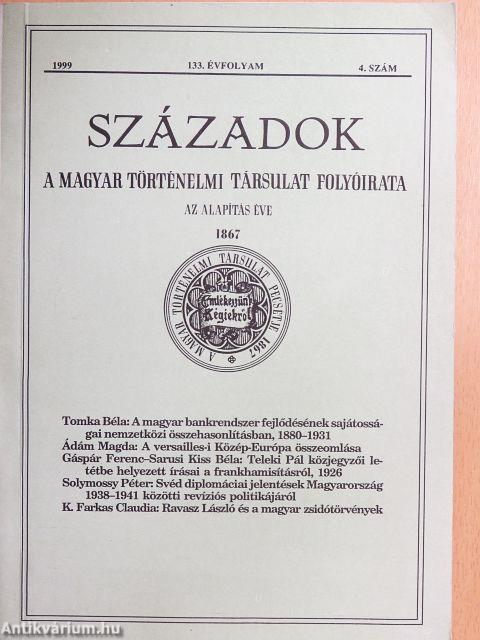 1999 133. ÉVFOLYAM 4. SZÁM
SZÁZADOK
A MAGYAR TÖRTÉNELMI TÁRSULAT FOLYÓIRATA
AZ ALAPÍTÁS ÉVE
1867
A MAGYAR TÖRTÉNELMI TÁRSULAT PECSÉTJE 1867
Emlékezzünk
Régiekről
Tomka Béla: A magyar bankrendszer fejlődésének sajátossá-
gai nemzetközi összehasonlításban, 1880–1931
Ádám Magda: A versailles-i Közép-Európa összeomlása
Gáspár Ferenc–Sarusi Kiss Béla: Teleki Pál közjegyzői le-
tétbe helyezett írásai a frankhamisításról, 1926
Solymossy Péter: Svéd diplomáciai jelentések Magyarország
1938–1941 közötti revíziós politikájáról
K. Farkas Claudia: Ravasz László és a magyar zsidótörvények
Antikvárium.hu